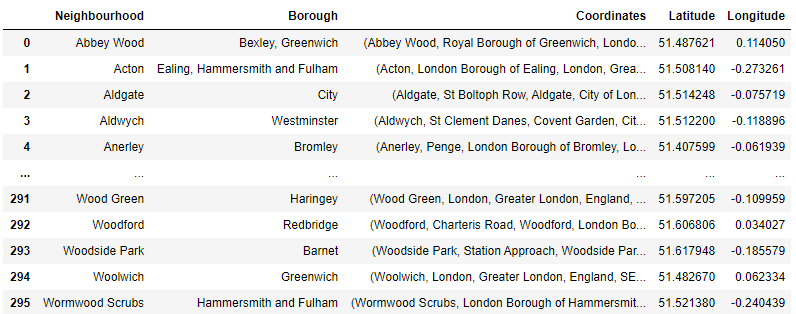 Neighbourhood Borough Coordinates Latitude Longitude
0 Abbey Wood Bexley, Greenwich (Abbey Wood, Royal Borough of Greenwich, Londo... 51.487621 0.114050
1 Acton Ealing, Hammersmith and Fulham (Acton, London Borough of Ealing, London, Grea... 51.508140 -0.273261
2 Aldgate City (Aldgate, St Boltoph Row, Aldgate, City of Lon... 51.514248 -0.075719
3 Aldwych Westminster (Aldwych, St Clement Danes, Covent Garden, Cit... 51.512200 -0.118896
4 Anerley Bromley (Anerley, Penge, London Borough of Bromley, Lo... 51.407599 -0.061939
... ... ... ... ... ...
291 Wood Green Haringey (Wood Green, London, Greater London, England, ... 51.597205 -0.109959
292 Woodford Redbridge (Woodford, Charteris Road, Woodford, London Bo... 51.606806 0.034027
293 Woodside Park Barnet (Woodside Park, Station Approach, Woodside Par... 51.617948 -0.185579
294 Woolwich Greenwich (Woolwich, London, Greater London, England, SE... 51.482670 0.062334
295 Wormwood Scrubs Hammersmith and Fulham (Wormwood Scrubs, London Borough of Hammersmit... 51.521380 -0.240439